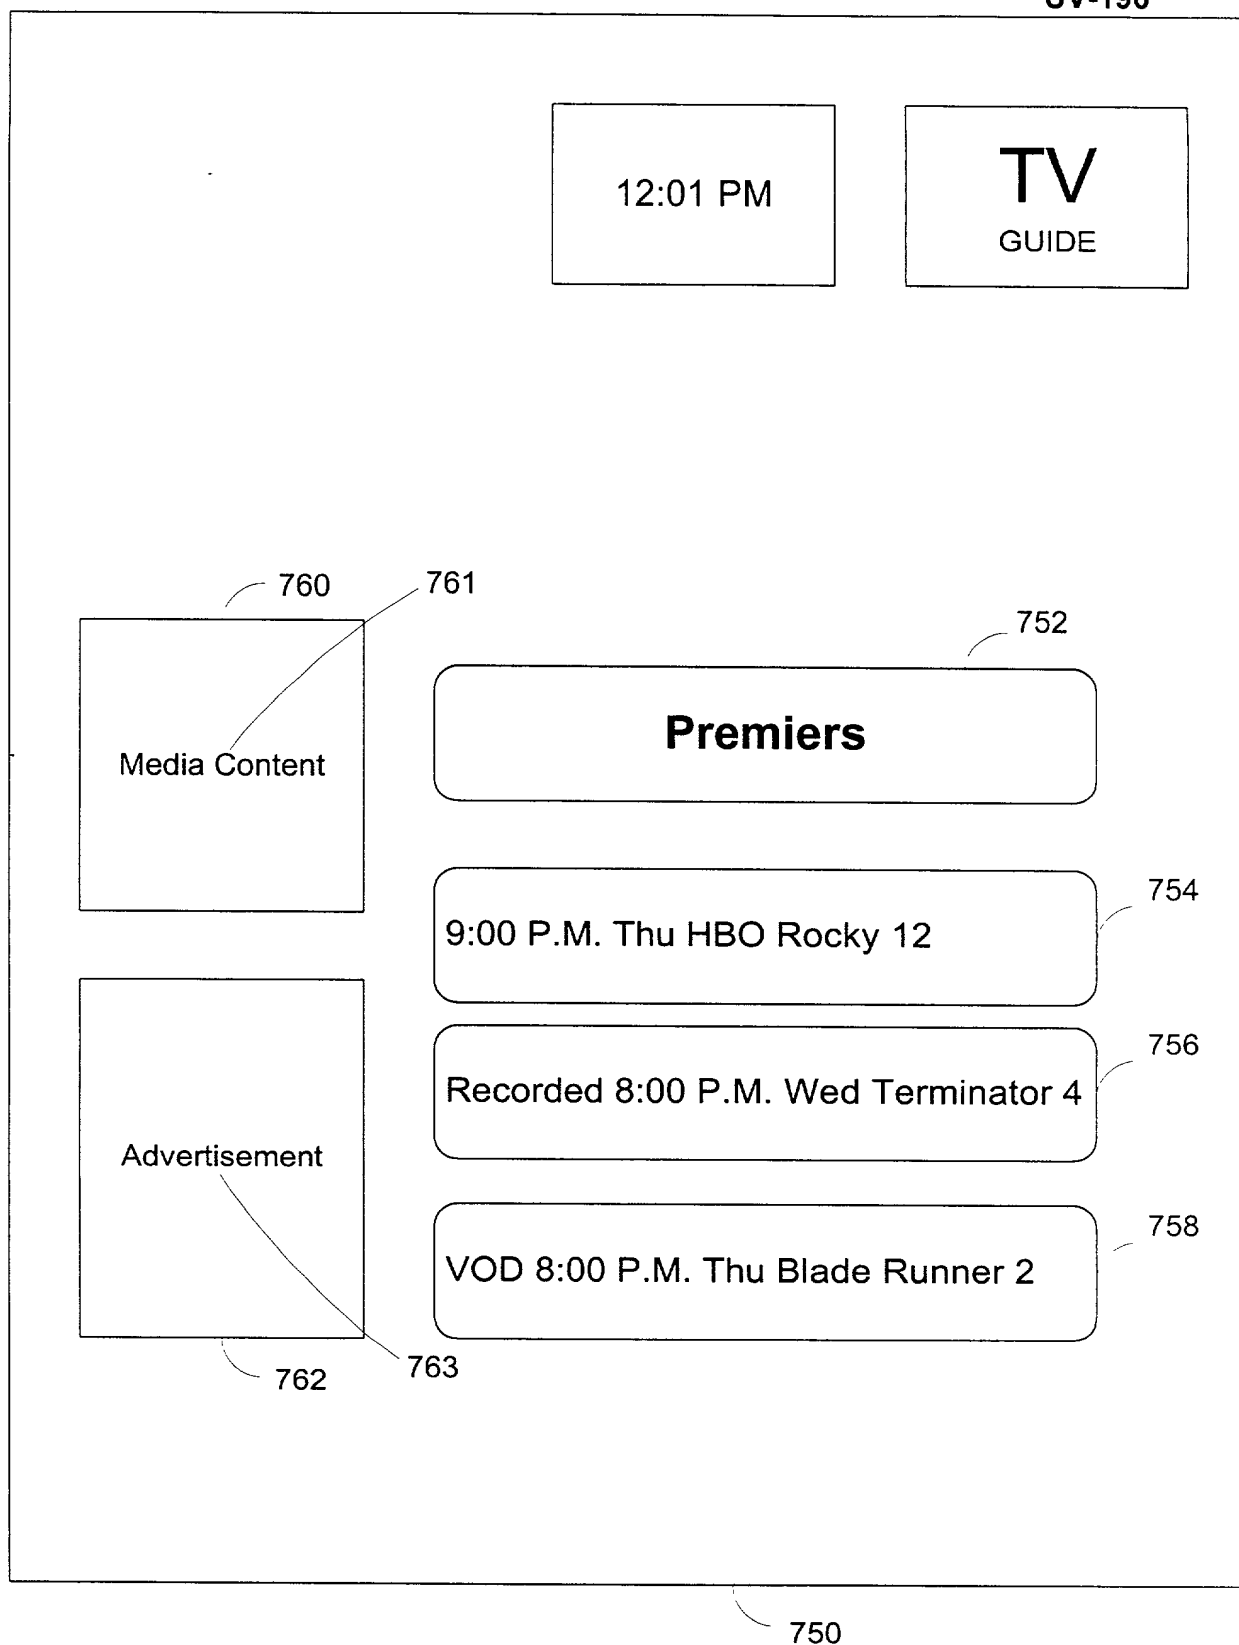 12:01 PM
TV
GUIDE
760
761
752
Premiers
Media Content
754
9:00 P.M. Thu HBO Rocky 12
756
Recorded 8:00 P.M. Wed Terminator 4
Advertisement
758
VOD 8:00 P.M. Thu Blade Runner 2
763
762
750